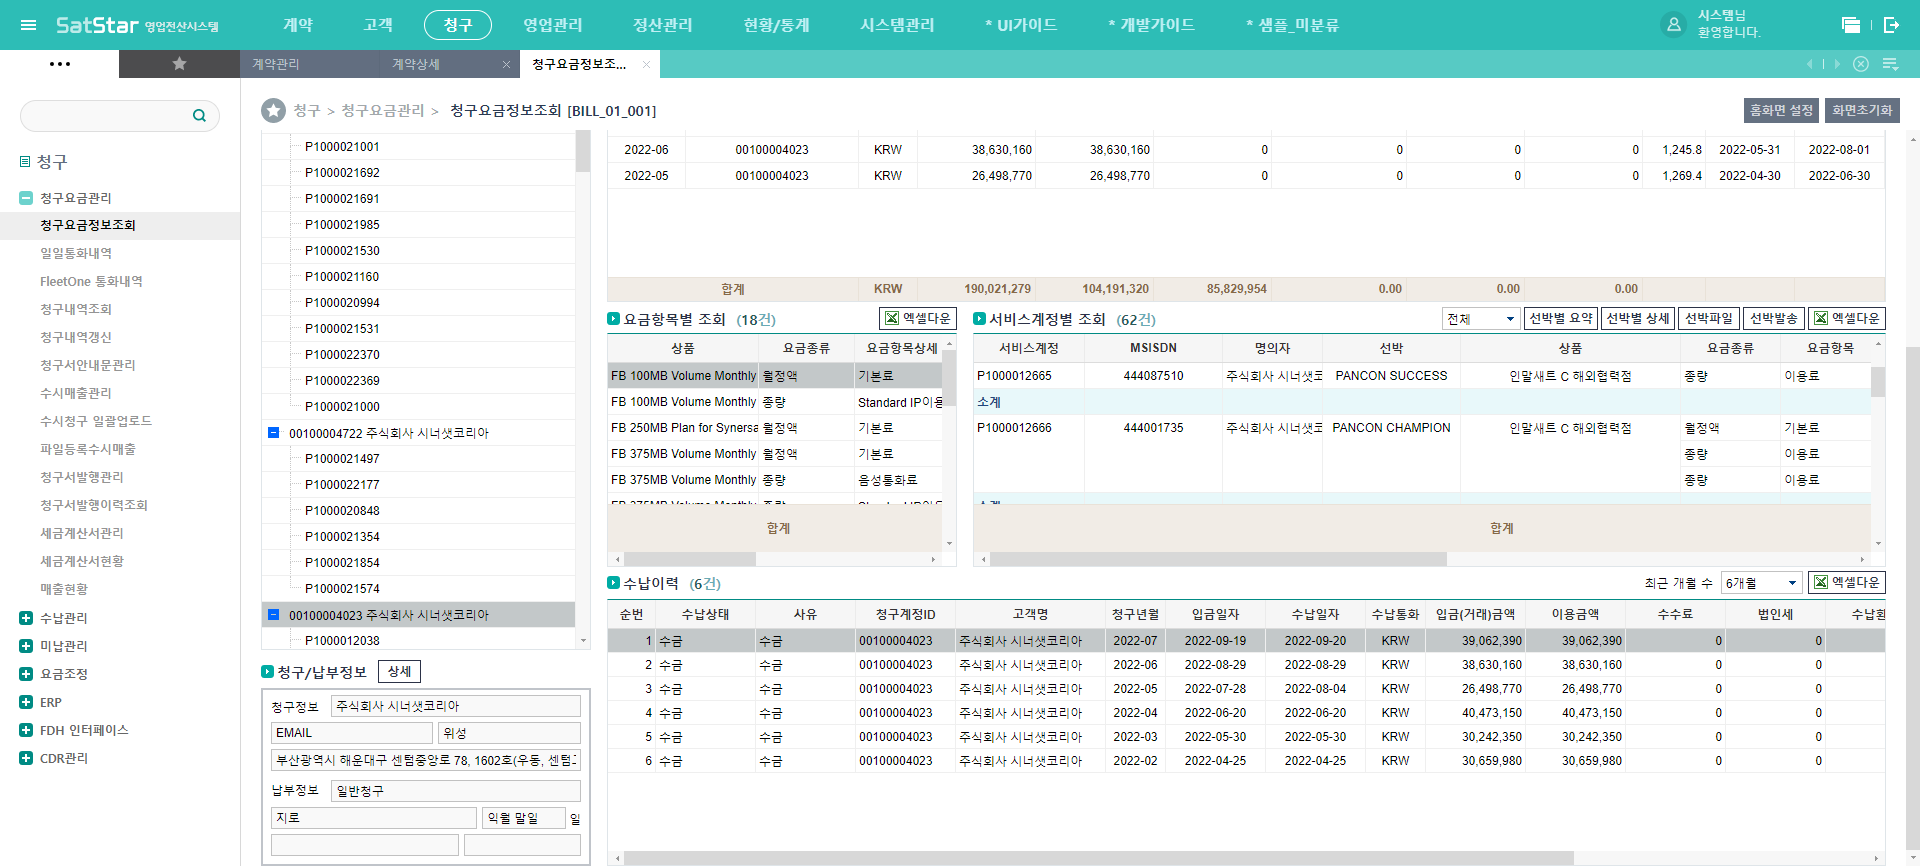 SatStar 영업전산시스템 계약 고객 청구 영업관리 정산관리 현황/통계 시스템관리 * UI가이드 * 개발가이드 * 샘플_미분류 시스템님 환영합니다.
계약관리 계약상세 청구요금정보조...
청구 > 청구요금관리 > 청구요금정보조회 [BILL_01_001] 홈화면 설정 화면초기화
청구
청구요금관리
청구요금정보조회
일일통화내역
FleetOne 통화내역
청구내역조회
청구내역갱신
청구서안내문관리
수시매출관리
수시청구 일괄업로드
파일등록수시매출
청구서발행관리
청구서발행이력조회
세금계산서관리
세금계산서현황
매출현황
수납관리
미납관리
요금조정
ERP
FDH 인터페이스
CDR관리
P1000021001
P1000021692
P1000021691
P1000021985
P1000021530
P1000021160
P1000020994
P1000021531
P1000022370
P1000022369
P1000021000
00100004722 주식회사 시너샛코리아
P1000021497
P1000022177
P1000020848
P1000021354
P1000021854
P1000021574
00100004023 주식회사 시너샛코리아
P1000012038
청구/납부정보 상세
청구정보 주식회사 시너샛코리아
EMAIL 위성
부산광역시 해운대구 센텀중앙로 78, 1602호(우동, 센텀
납부정보 일반청구
지로 익월 말일 일
2022-06 00100004023 KRW 38,630,160 38,630,160 0 0 0 0 1,245.8 2022-05-31 2022-08-01
2022-05 00100004023 KRW 26,498,770 26,498,770 0 0 0 0 1,269.4 2022-04-30 2022-06-30
합계 KRW 190,021,279 104,191,320 85,829,954 0.00 0.00 0.00
요금항목별 조회 (18건) 엑셀다운
상품 요금종류 요금항목상세
FB 100MB Volume Monthly 월정액 기본료
FB 100MB Volume Monthly 종량 Standard IP이용
FB 250MB Plan for Synersa 월정액 기본료
FB 375MB Volume Monthly 월정액 기본료
FB 375MB Volume Monthly 종량 음성통화료
FB 375MB Volume Monthly 종량 Standard IP이용
합계
서비스계정별 조회 (62건) 전체 선박별 요약 선박별 상세 선박파일 선박발송 엑셀다운
서비스계정 MSISDN 명의자 선박 상품 요금종류 요금항목
P1000012665 444087510 주식회사 시너샛코 PANCON SUCCESS 인말새트 C 해외협력점 종량 이용료
소계
P1000012666 444001735 주식회사 시너샛코 PANCON CHAMPION 인말새트 C 해외협력점 월정액 기본료
종량 이용료
종량 이용료
소계
합계
수납이력 (6건) 최근 개월 수 6개월 엑셀다운
순번 수납상태 사유 청구계정ID 고객명 청구년월 입금일자 수납일자 수납통화 입금(거래)금액 이용금액 수수료 법인세 수납환
1 수금 수금 00100004023 주식회사 시너샛코리아 2022-07 2022-09-19 2022-09-20 KRW 39,062,390 39,062,390 0 0
2 수금 수금 00100004023 주식회사 시너샛코리아 2022-06 2022-08-29 2022-08-29 KRW 38,630,160 38,630,160 0 0
3 수금 수금 00100004023 주식회사 시너샛코리아 2022-05 2022-07-28 2022-08-04 KRW 26,498,770 26,498,770 0 0
4 수금 수금 00100004023 주식회사 시너샛코리아 2022-04 2022-06-20 2022-06-20 KRW 40,473,150 40,473,150 0 0
5 수금 수금 00100004023 주식회사 시너샛코리아 2022-03 2022-05-30 2022-05-30 KRW 30,242,350 30,242,350 0 0
6 수금 수금 00100004023 주식회사 시너샛코리아 2022-02 2022-04-25 2022-04-25 KRW 30,659,980 30,659,980 0 0